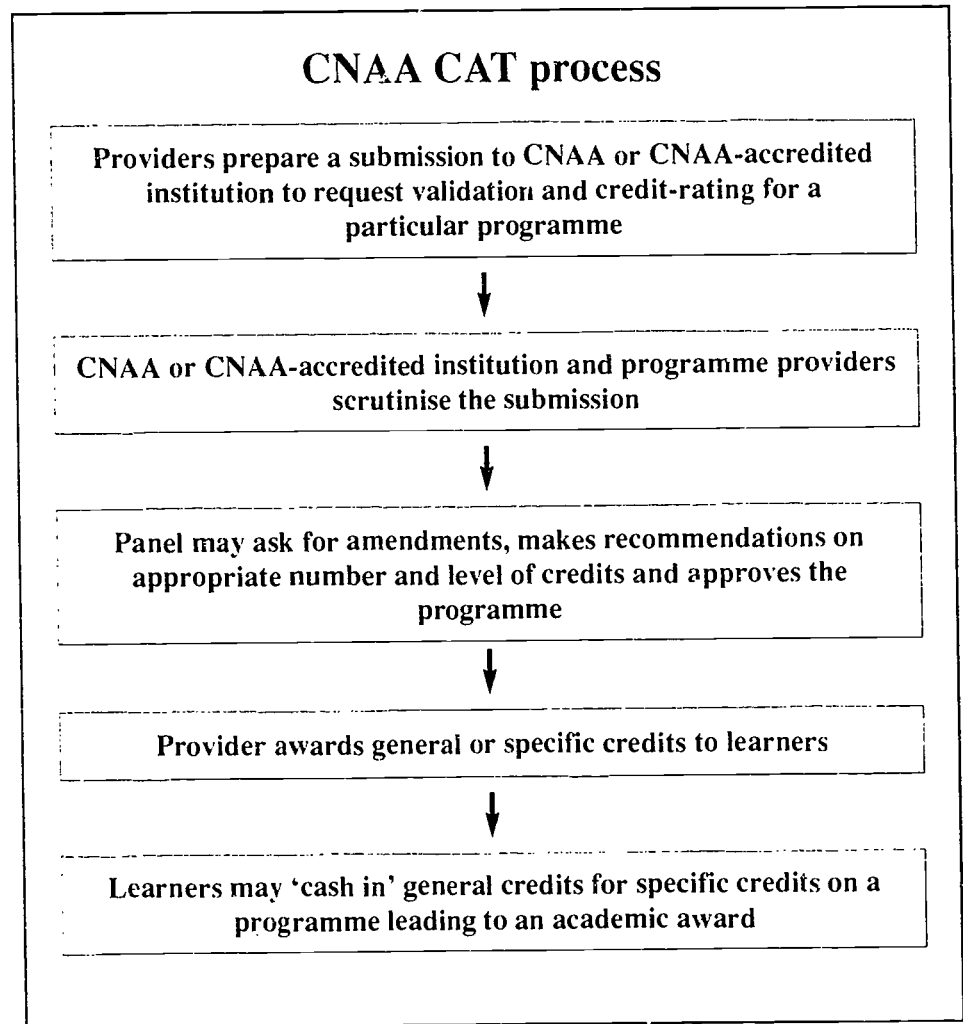 CNAA CAT process
Providers prepare a submission to CNAA or CNAA-accredited
institution to request validation and credit-rating for a
particular programme
CNAA or CNAA-accredited institution and programme providers
scrutinise the submission
Panel may ask for amendments, makes recommendations on
appropriate number and level of credits and approves the
programme
Provider awards general or specific credits to learners
Learners may ‘cash in’ general credits for specific credits on a
programme leading to an academic award